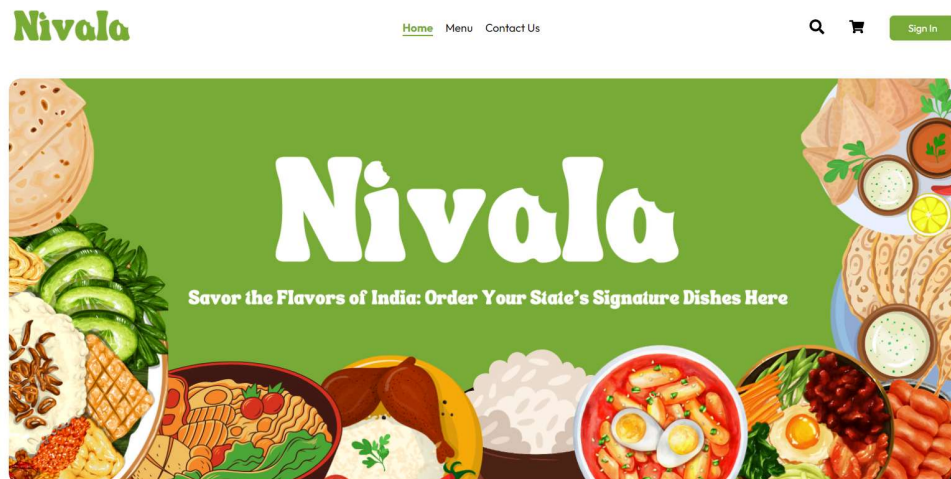 Nivala
Home Menu Contact Us
Sign In
Nivala
Savor the Flavors of India: Order Your State's Signature Dishes Here